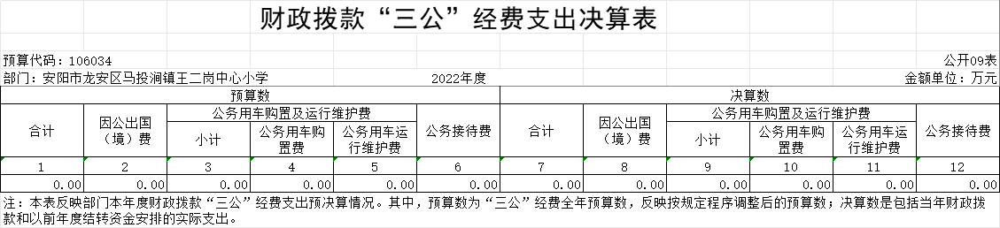 财政拨款“三公”经费支出决算表
预算代码：106034
公开09表
部门：安阳市龙安区马投涧镇王二岗中心小学
2022年度
金额单位：万元
预算数 决算数
合计 因公出国（境）费 公务用车购置及运行维护费 公务接待费 合计 因公出国（境）费 公务用车购置及运行维护费 公务接待费
小计 公务用车购置费 公务用车运行维护费 小计 公务用车购置费 公务用车运行维护费
1 2 3 4 5 6 7 8 9 10 11 12
0.00 0.00 0.00 0.00 0.00 0.00 0.00 0.00 0.00 0.00 0.00 0.00
注：本表反映部门本年度财政拨款“三公”经费支出预决算情况。其中，预算数为“三公”经费全年预算数，反映按规定程序调整后的预算数；决算数是包括当年财政拨
款和以前年度结转资金安排的实际支出。